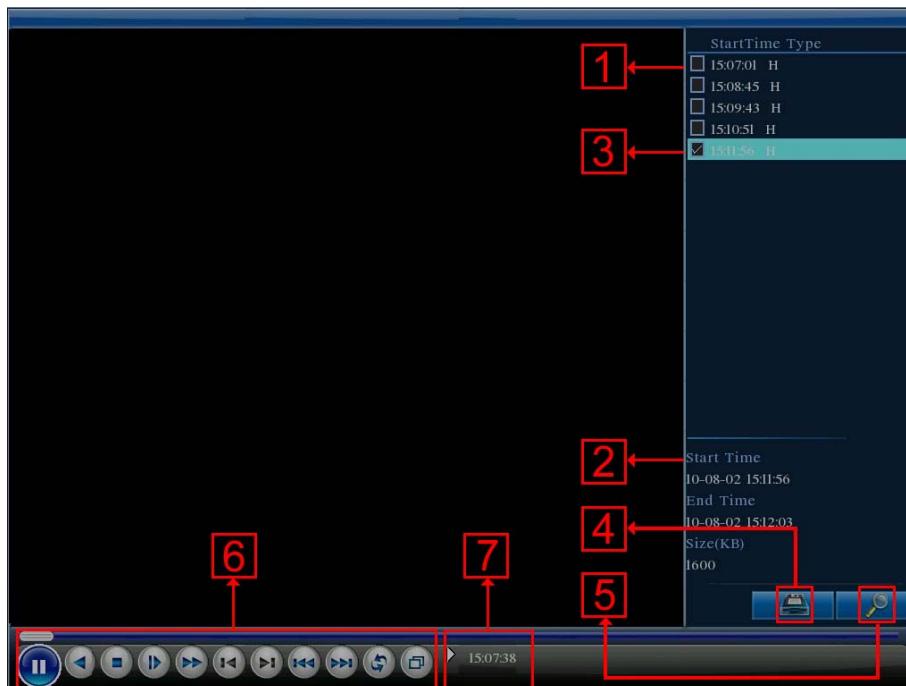 StartTime Type
1
15:07:01 H
15:08:45 H
15:09:43 H
15:10:51 H
3
15:11:56 H
2
Start Time
10-08-02 15:11:56
End Time
4
10-08-02 15:12:03
Size(KB)
6
7
1600
5
15:07:38